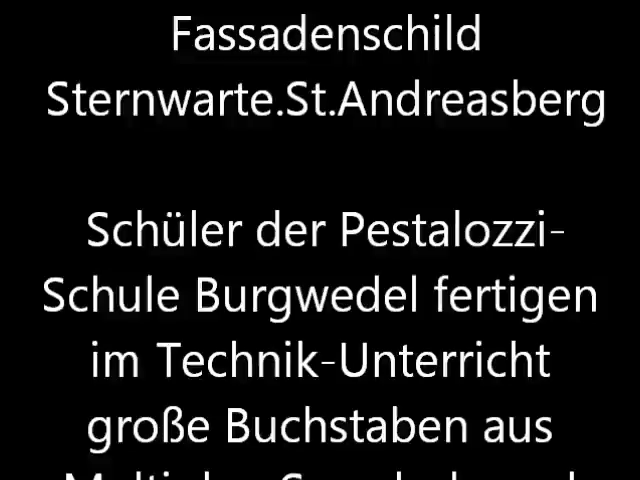 Fassadenschild
Sternwarte.St.Andreasberg
Schüler der Pestalozzi-
Schule Burgwedel fertigen
im Technik-Unterricht
große Buchstaben aus